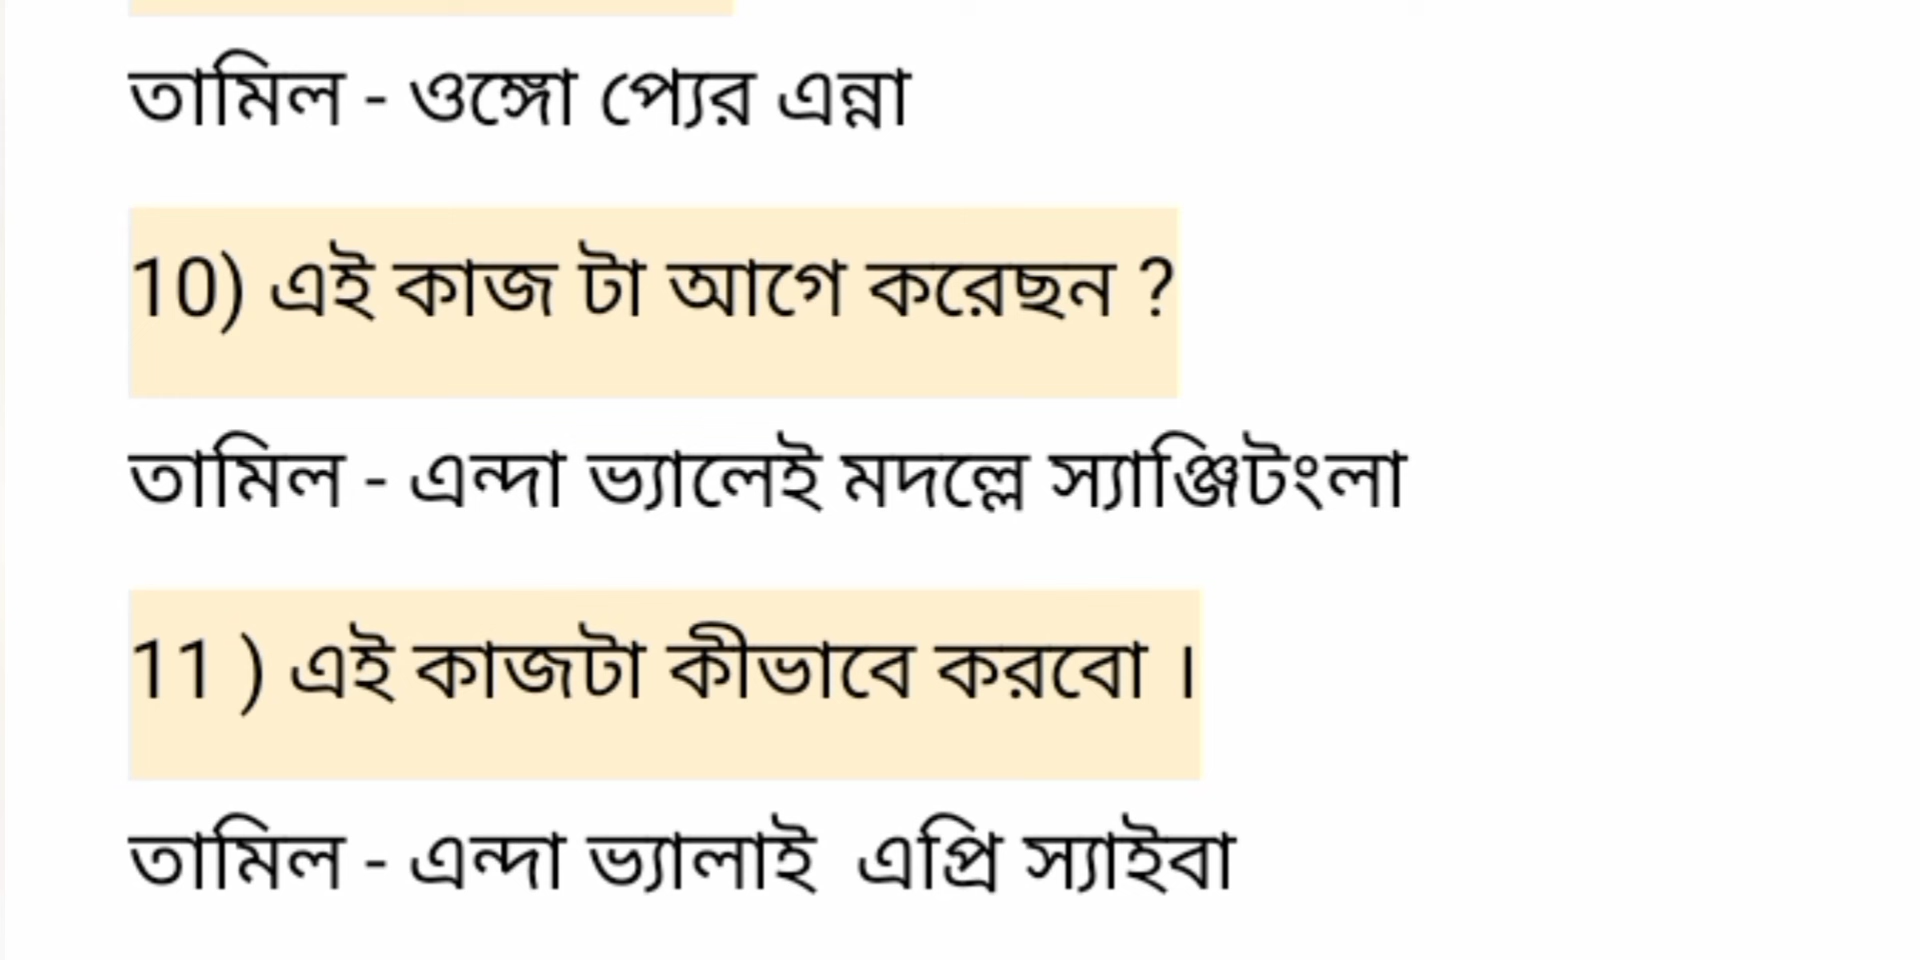 তামিল - ওঙ্গো প্যের এন্না
10) এই কাজ টা আগে করেছন ?
তামিল - এন্দা ভ্যালেই মদল্লে স্যাঞ্জিটংলা
11 ) এই কাজটা কীভাবে করবো ।
তামিল - এন্দা ভ্যালাই এপ্রি স্যাইবা